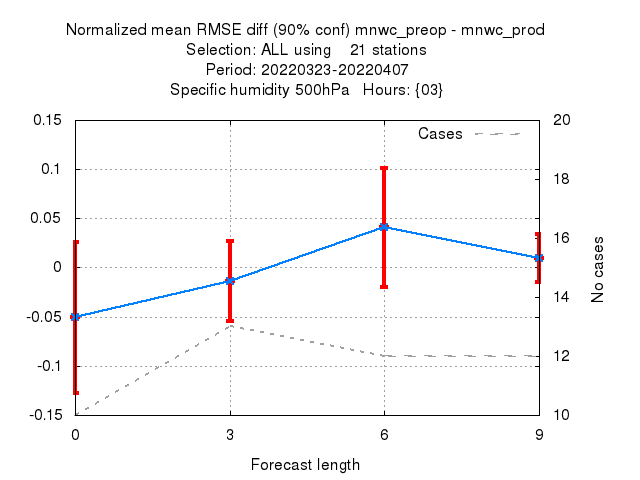 Normalized mean RMSE diff (90% conf) mnwc_preop - mnwc_prod
Selection: ALL using    21 stations
Period: 20220323-20220407
Specific humidity 500hPa   Hours: {03}
Cases
0.15
0.1
0.05
0
-0.05
-0.1
-0.15
20
18
16
14
12
10
No cases
0 3 6 9
Forecast length